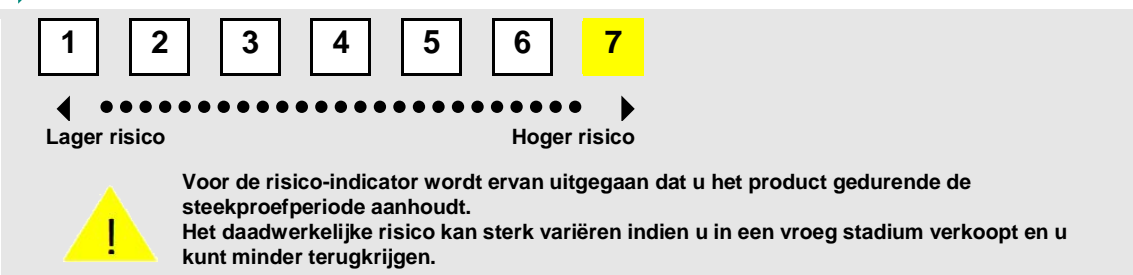 1 2 3 4 5 6 7
Lager risico Hoger risico
Voor de risico-indicator wordt ervan uitgegaan dat u het product gedurende de
steekproefperiode aanhoudt.
Het daadwerkelijke risico kan sterk variëren indien u in een vroeg stadium verkoopt en u
kunt minder terugkrijgen.
!